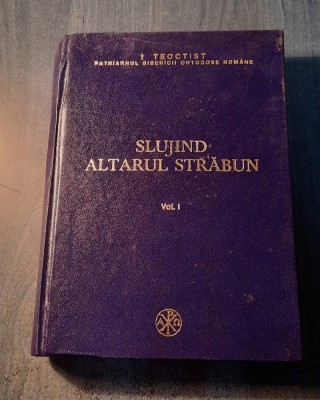 † TEOCTIST
PATRIARHUL BISERICII ORTODOXE ROMÂNE
SLUJIND
ALTARUL STRĂBUN
Vol. I